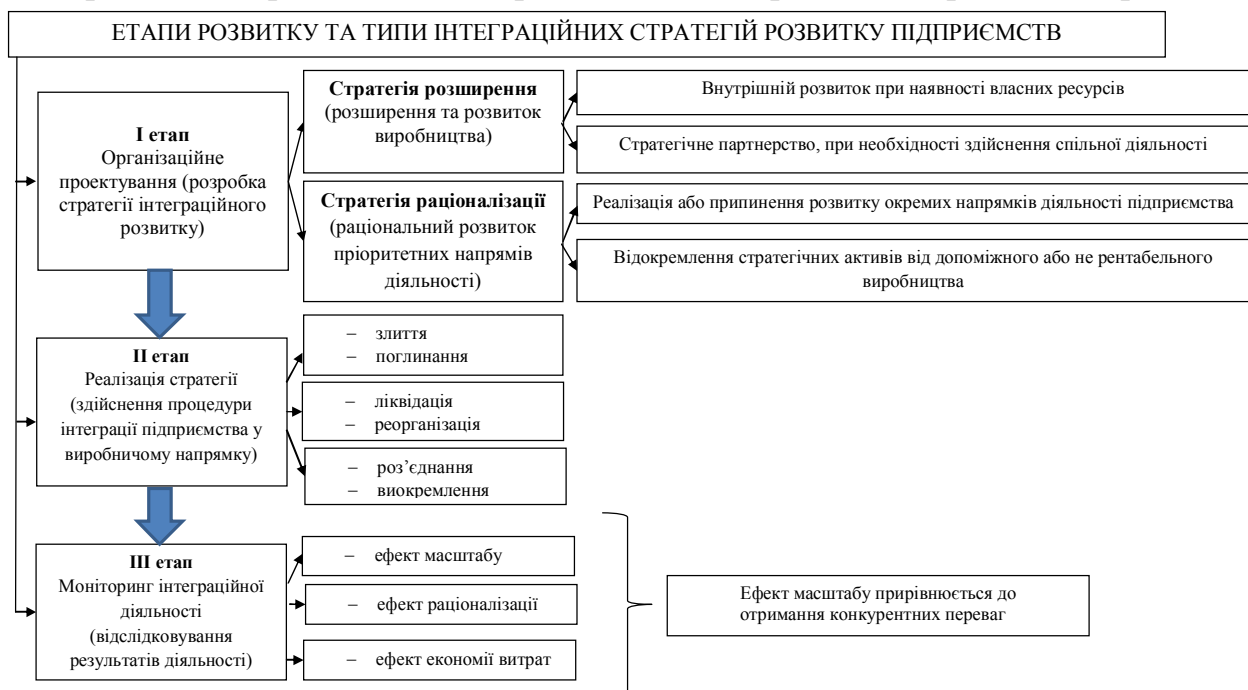 ЕТАПИ РОЗВИТКУ ТА ТИПИ ІНТЕГРАЦІЙНИХ СТРАТЕГІЙ РОЗВИТКУ ПІДПРИЄМСТВ
І етап
Організаційне
проектування (розробка
стратегії інтеграційного
розвитку)
Стратегія розширення
(розширення та розвиток
виробництва)
Внутрішній розвиток при наявності власних ресурсів
Стратегічне партнерство, при необхідності здійснення спільної діяльності
Стратегія раціоналізації
(раціональний розвиток
пріоритетних напрямів
діяльності)
Реалізація або припинення розвитку окремих напрямків діяльності підприємства
Відокремлення стратегічних активів від допоміжного або не рентабельного
виробництва
ІІ етап
Реалізація стратегії
(здійснення процедури
інтеграції підприємства у
виробничому напрямку)
– злиття
– поглинання
– ліквідація
– реорганізація
– роз’єднання
– виокремлення
ІІІ етап
Моніторинг інтеграційної
діяльності
(відслідковування
результатів діяльності)
– ефект масштабу
– ефект раціоналізації
– ефект економії витрат
Ефект масштабу прирівнюється до
отримання конкурентних переваг